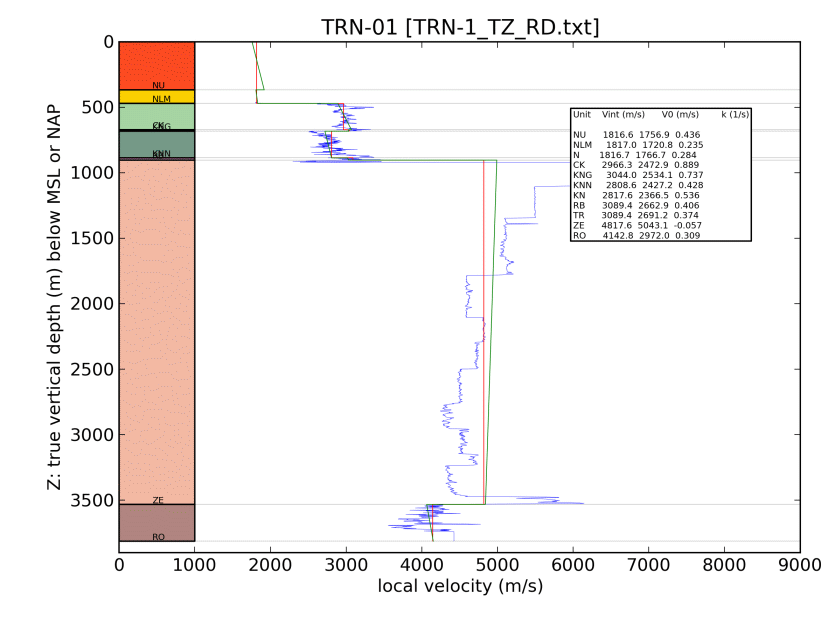 TRN-01 [TRN-1_TZ_RD.txt]
Z: true vertical depth (m) below MSL or NAP
0
500
1000
1500
2000
2500
3000
3500
NU
NLM
CK
KNG
KNN
ZE
RO
Unit Vint (m/s) V0 (m/s) k (1/s)
NU 1816.6 1756.9 0.436
NLM 1817.0 1720.8 0.235
N 1816.7 1766.7 0.284
CK 2966.3 2472.9 0.889
KNG 3044.0 2534.1 0.737
KNN 2808.6 2427.2 0.428
KN 2817.6 2366.5 0.536
RB 3089.4 2662.9 0.406
TR 3089.4 2691.2 0.374
ZE 4817.6 5043.1 -0.057
RO 4142.8 2972.0 0.309
0 1000 2000 3000 4000 5000 6000 7000 8000 9000
local velocity (m/s)